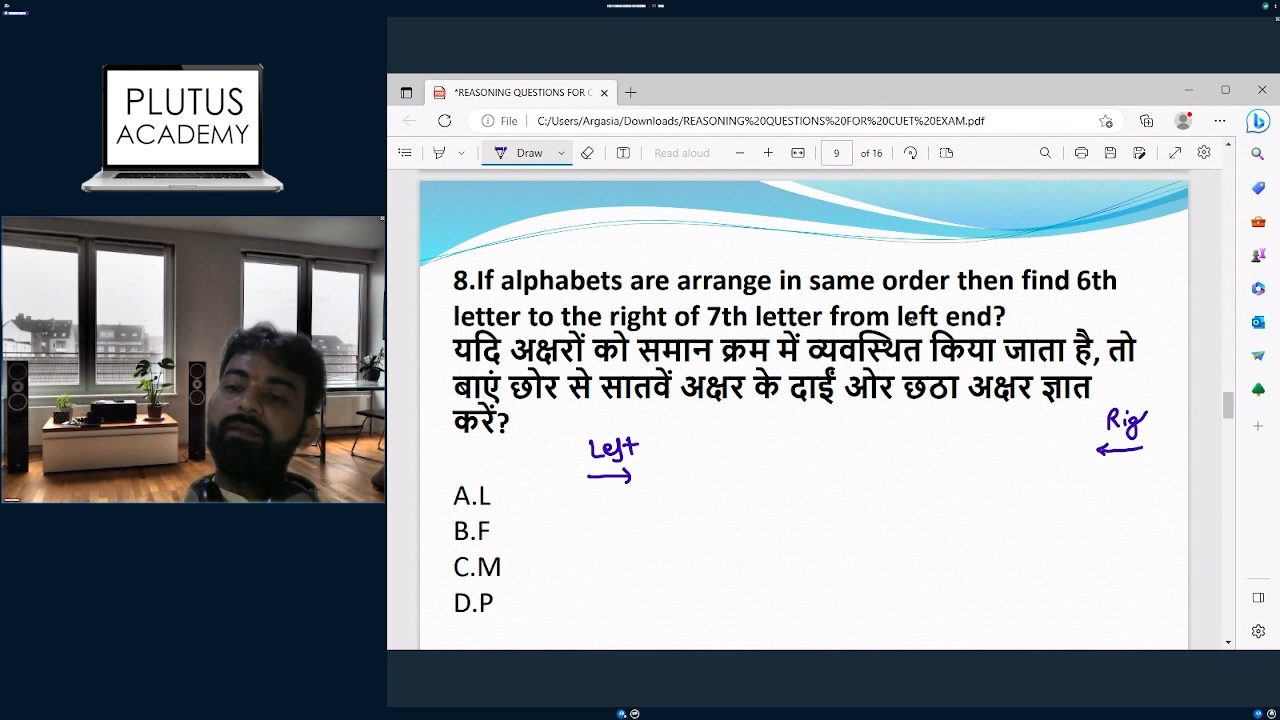 PLUTUS
ACADEMY
*REASONING QUESTIONS FOR C
File
C:/Users/Argasia/Downloads/REASONING%20QUESTIONS%20FOR%20CUET%20EXAM.pdf
Draw
Read aloud
9 of 16
8.If alphabets are arrange in same order then find 6th
letter to the right of 7th letter from left end?
यदि अक्षरों को समान क्रम में व्यवस्थित किया जाता है, तो
बाएं छोर से सातवें अक्षर के दाईं ओर छठा अक्षर ज्ञात
करें?
Left
Rig
A.L
B.F
C.M
D.P